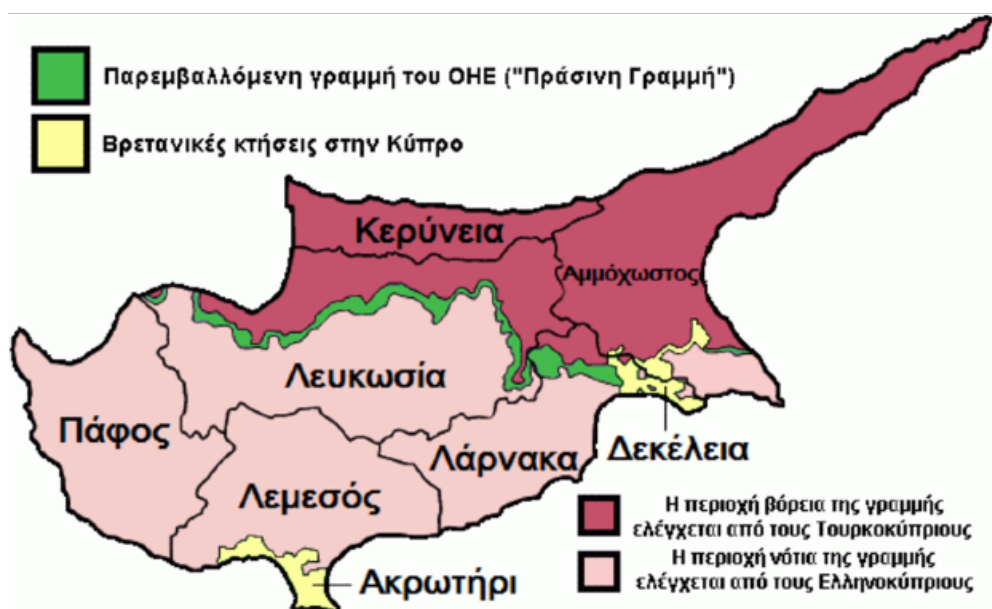 Παρεμβαλλόμενη γραμμή του ΟΗΕ ("Πράσινη Γραμμή")
Βρετανικές κτήσεις στην Κύπρο
Κερύνεια
Αμμόχωστος
Λευκωσία
Πάφος
Λάρνακα
Δεκέλεια
Λεμεσός
Ακρωτήρι
Η περιοχή βόρεια της γραμμής
ελέγχεται από τους Τουρκοκύπριους
Η περιοχή νότια της γραμμής
ελέγχεται από τους Ελληνοκύπριους